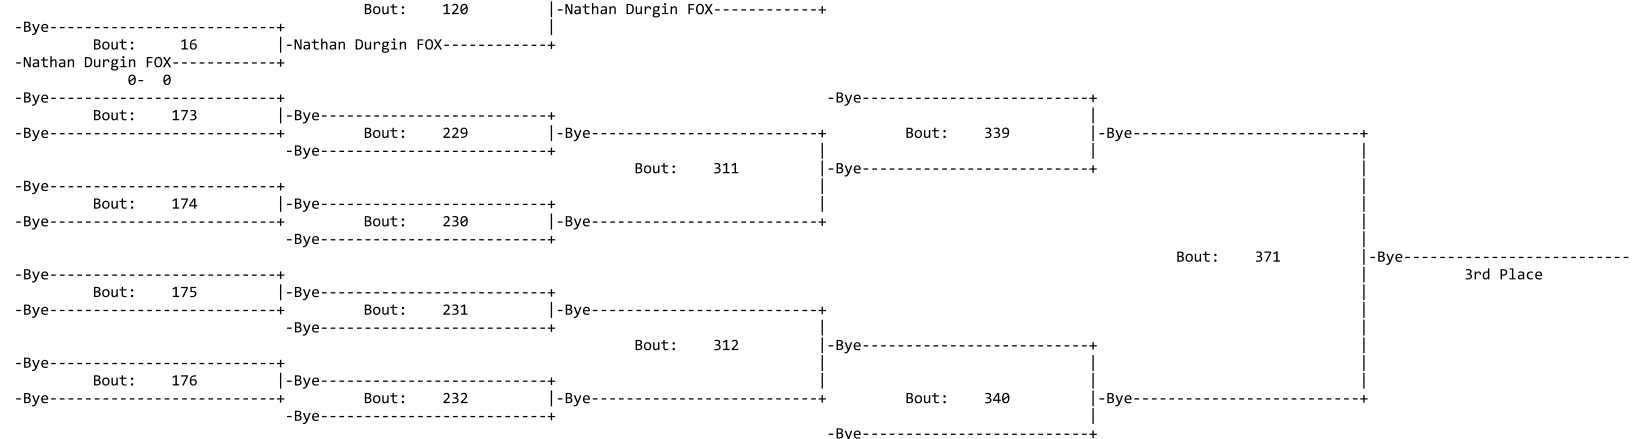 Bout: 120 |-Nathan Durgin FOX------------+
-Bye---------------------------+ |
Bout: 16 |-Nathan Durgin FOX-------------+
-Nathan Durgin FOX-------------+
0- 0
-Bye---------------------------+ -Bye---------------------------+
Bout: 173 |-Bye---------------------------+ |
-Bye---------------------------+ Bout: 229 |-Bye---------------------------+ Bout: 339 |-Bye---------------------------+
-Bye---------------------------+ | | |
Bout: 311 |-Bye---------------------------+ |
-Bye---------------------------+ | |
Bout: 174 |-Bye---------------------------+ | |
-Bye---------------------------+ Bout: 230 |-Bye---------------------------+ |
-Bye---------------------------+ |
Bout: 371 |-Bye--------------------------
-Bye---------------------------+ | 3rd Place
Bout: 175 |-Bye---------------------------+ |
-Bye---------------------------+ Bout: 231 |-Bye---------------------------+ |
-Bye---------------------------+ | |
Bout: 312 |-Bye---------------------------+ |
-Bye---------------------------+ | | |
Bout: 176 |-Bye---------------------------+ | | |
-Bye---------------------------+ Bout: 232 |-Bye---------------------------+ Bout: 340 |-Bye---------------------------+
-Bye---------------------------+ |
-Bye---------------------------+